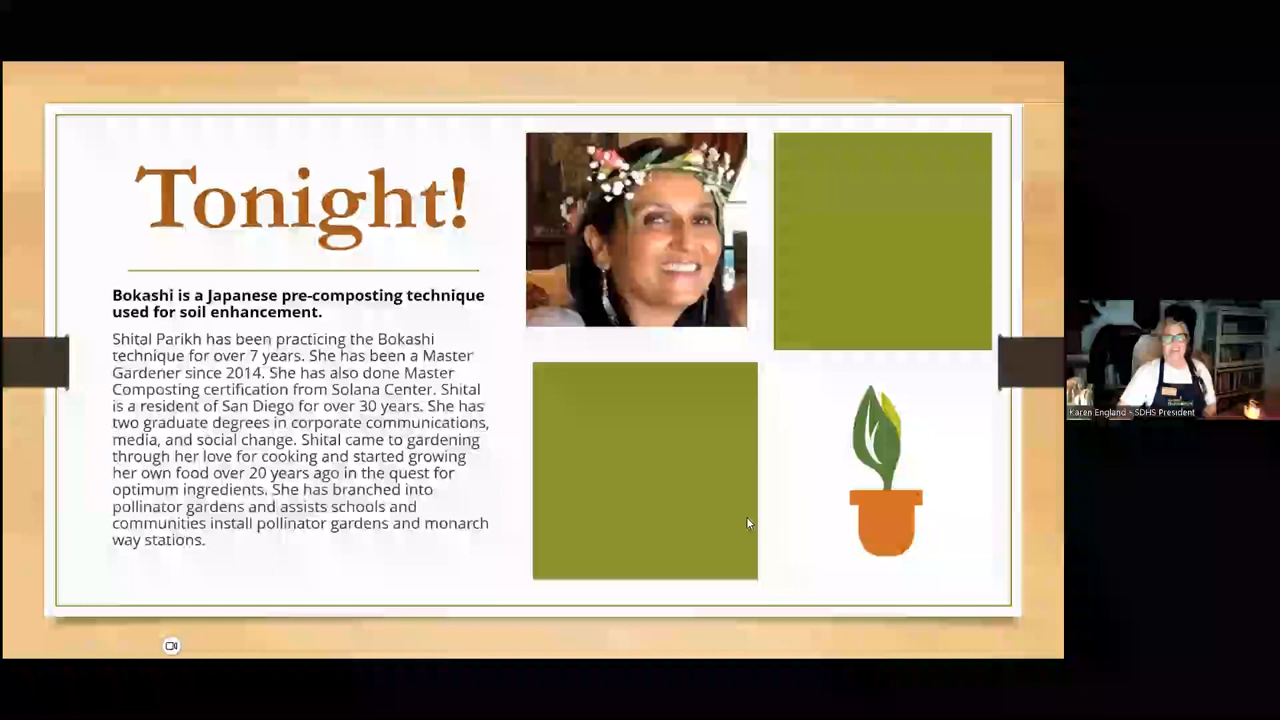 Tonight!
Bokashi is a Japanese pre-composting technique
used for soil enhancement.
Shital Parikh has been practicing the Bokashi
technique for over 7 years. She has been a Master
Gardener since 2014. She has also done Master
Composting certification from Solana Center. Shital
is a resident of San Diego for over 30 years. She has
two graduate degrees in corporate communications,
media, and social change. Shital came to gardening
through her love for cooking and started growing
her own food over 20 years ago in the quest for
optimum ingredients. She has branched into
pollinator gardens and assists schools and
communities install pollinator gardens and monarch
way stations.
Karen England - SDHS President